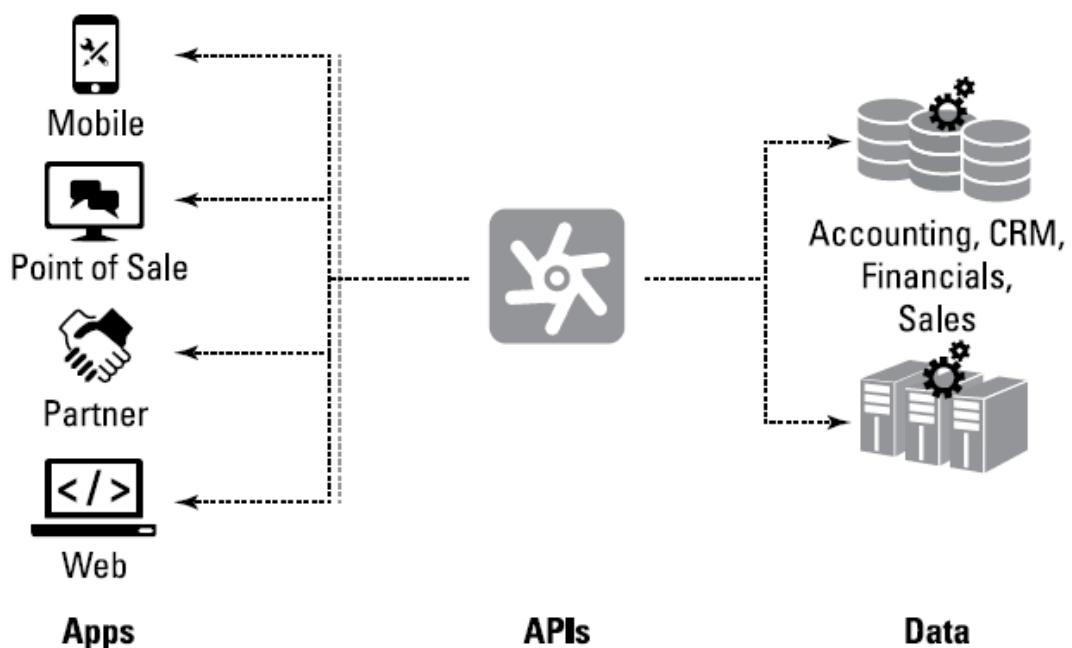 Mobile
Point of Sale
Partner
</>
Web
Accounting, CRM,
Financials,
Sales
Apps
APIs
Data